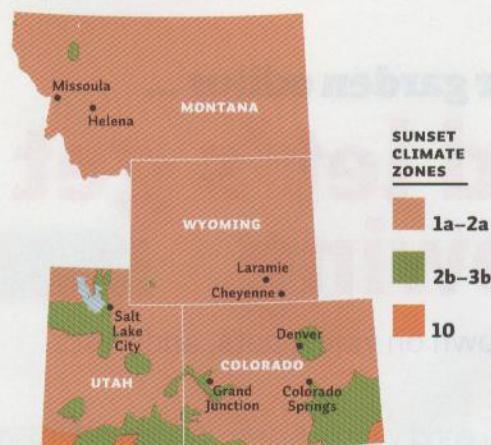 Missoula
Helena
MONTANA
SUNSET
CLIMATE
ZONES
1a–2a
WYOMING
2b–3b
Laramie
Cheyenne
10
Salt
Lake
City
Denver
COLORADO
UTAH
Grand
Junction
Colorado
Springs